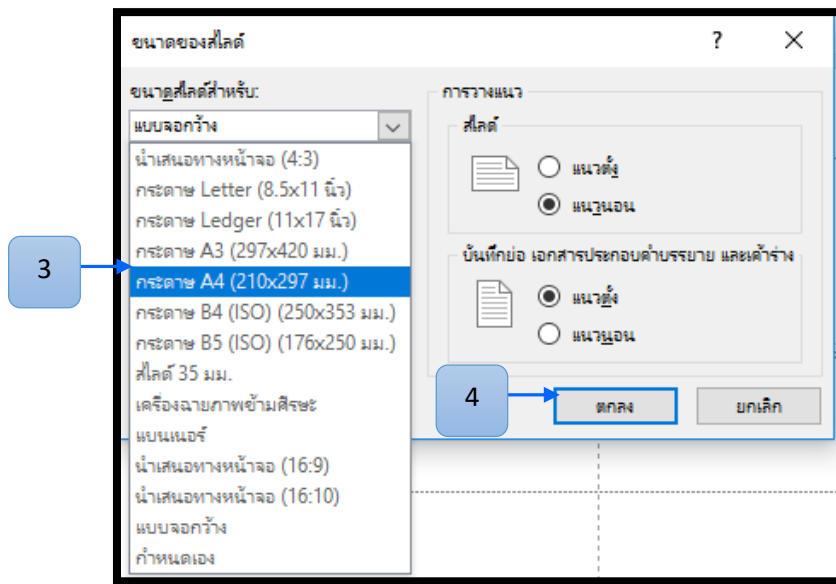 ขนาดของสไลด์
ขนาดสไลด์สำหรับ:
แบบจอกว้าง
นำเสนอทางหน้าจอ (4:3)
กระดาษ Letter (8.5x11 นิ้ว)
กระดาษ Ledger (11x17 นิ้ว)
กระดาษ A3 (297x420 มม.)
3
กระดาษ A4 (210x297 มม.)
กระดาษ B4 (ISO) (250x353 มม.)
กระดาษ B5 (ISO) (176x250 มม.)
สไลด์ 35 มม.
เครื่องฉายภาพข้ามศีรษะ
แบนเนอร์
นำเสนอทางหน้าจอ (16:9)
นำเสนอทางหน้าจอ (16:10)
แบบจอกว้าง
กำหนดเอง
การวางแนว
สไลด์
แนวตั้ง
แนวนอน
บันทึกย่อ เอกสารประกอบคำบรรยาย และเค้าร่าง
แนวตั้ง
แนวนอน
4
ตกลง
ยกเลิก